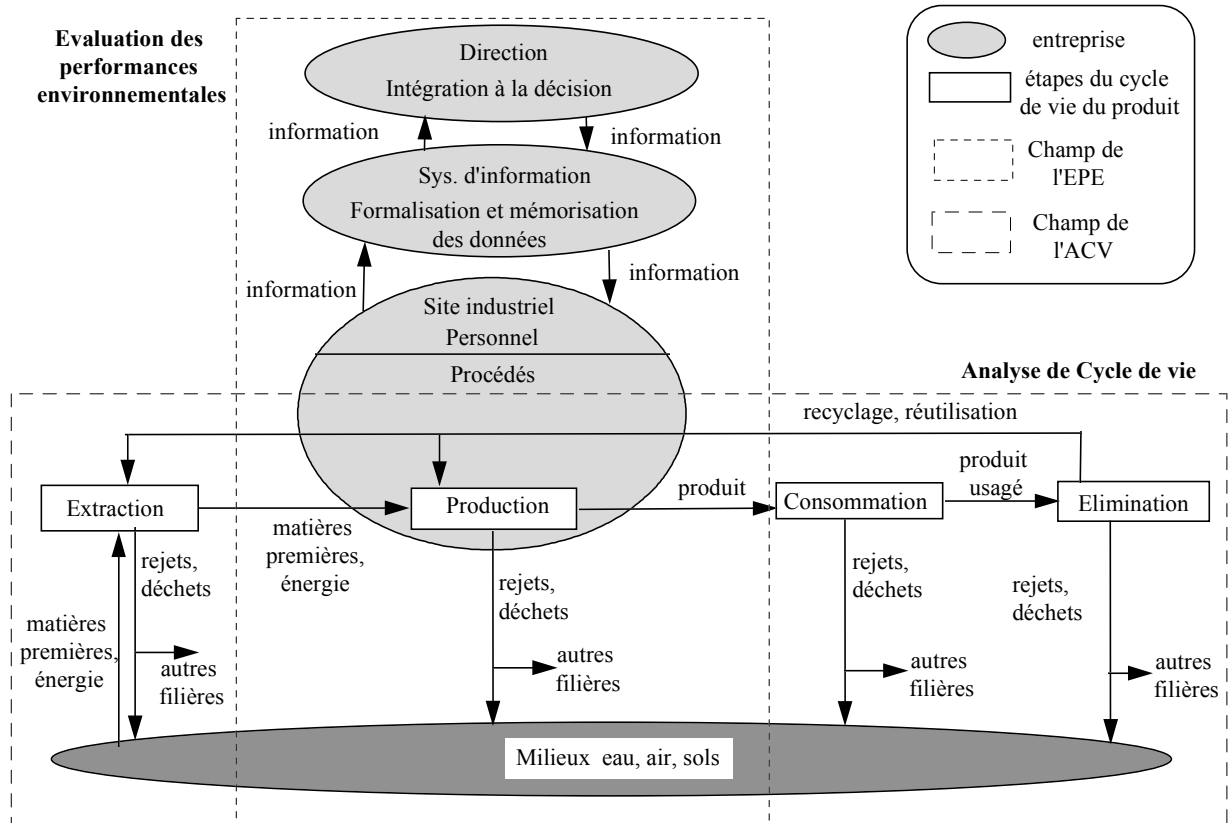 Evaluation des
performances
environnementales
Direction
Intégration à la décision
information
information
Sys. d'information
Formalisation et mémorisation
des données
information
information
Site industriel
Personnel
Procédés
entreprise
étapes du cycle
de vie du produit
Champ de
l'EPE
Champ de
l'ACV
Analyse de Cycle de vie
recyclage, réutilisation
Extraction
matières
premières,
énergie
Production
produit
Consommation
produit
usagé
Elimination
rejets,
déchets
matières
premières,
énergie
autres
filières
rejets,
déchets
autres
filières
rejets,
déchets
autres
filières
rejets,
déchets
autres
filières
Milieux eau, air, sols